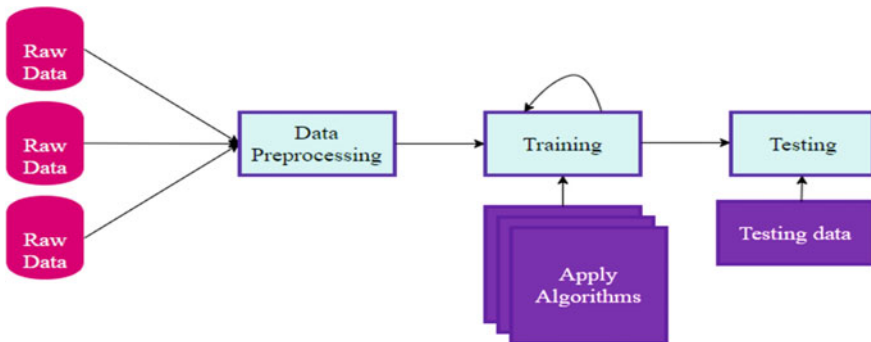 Raw
Data
Raw
Data
Raw
Data
Data
Preprocessing
Training
Testing
Apply
Algorithms
Testing data